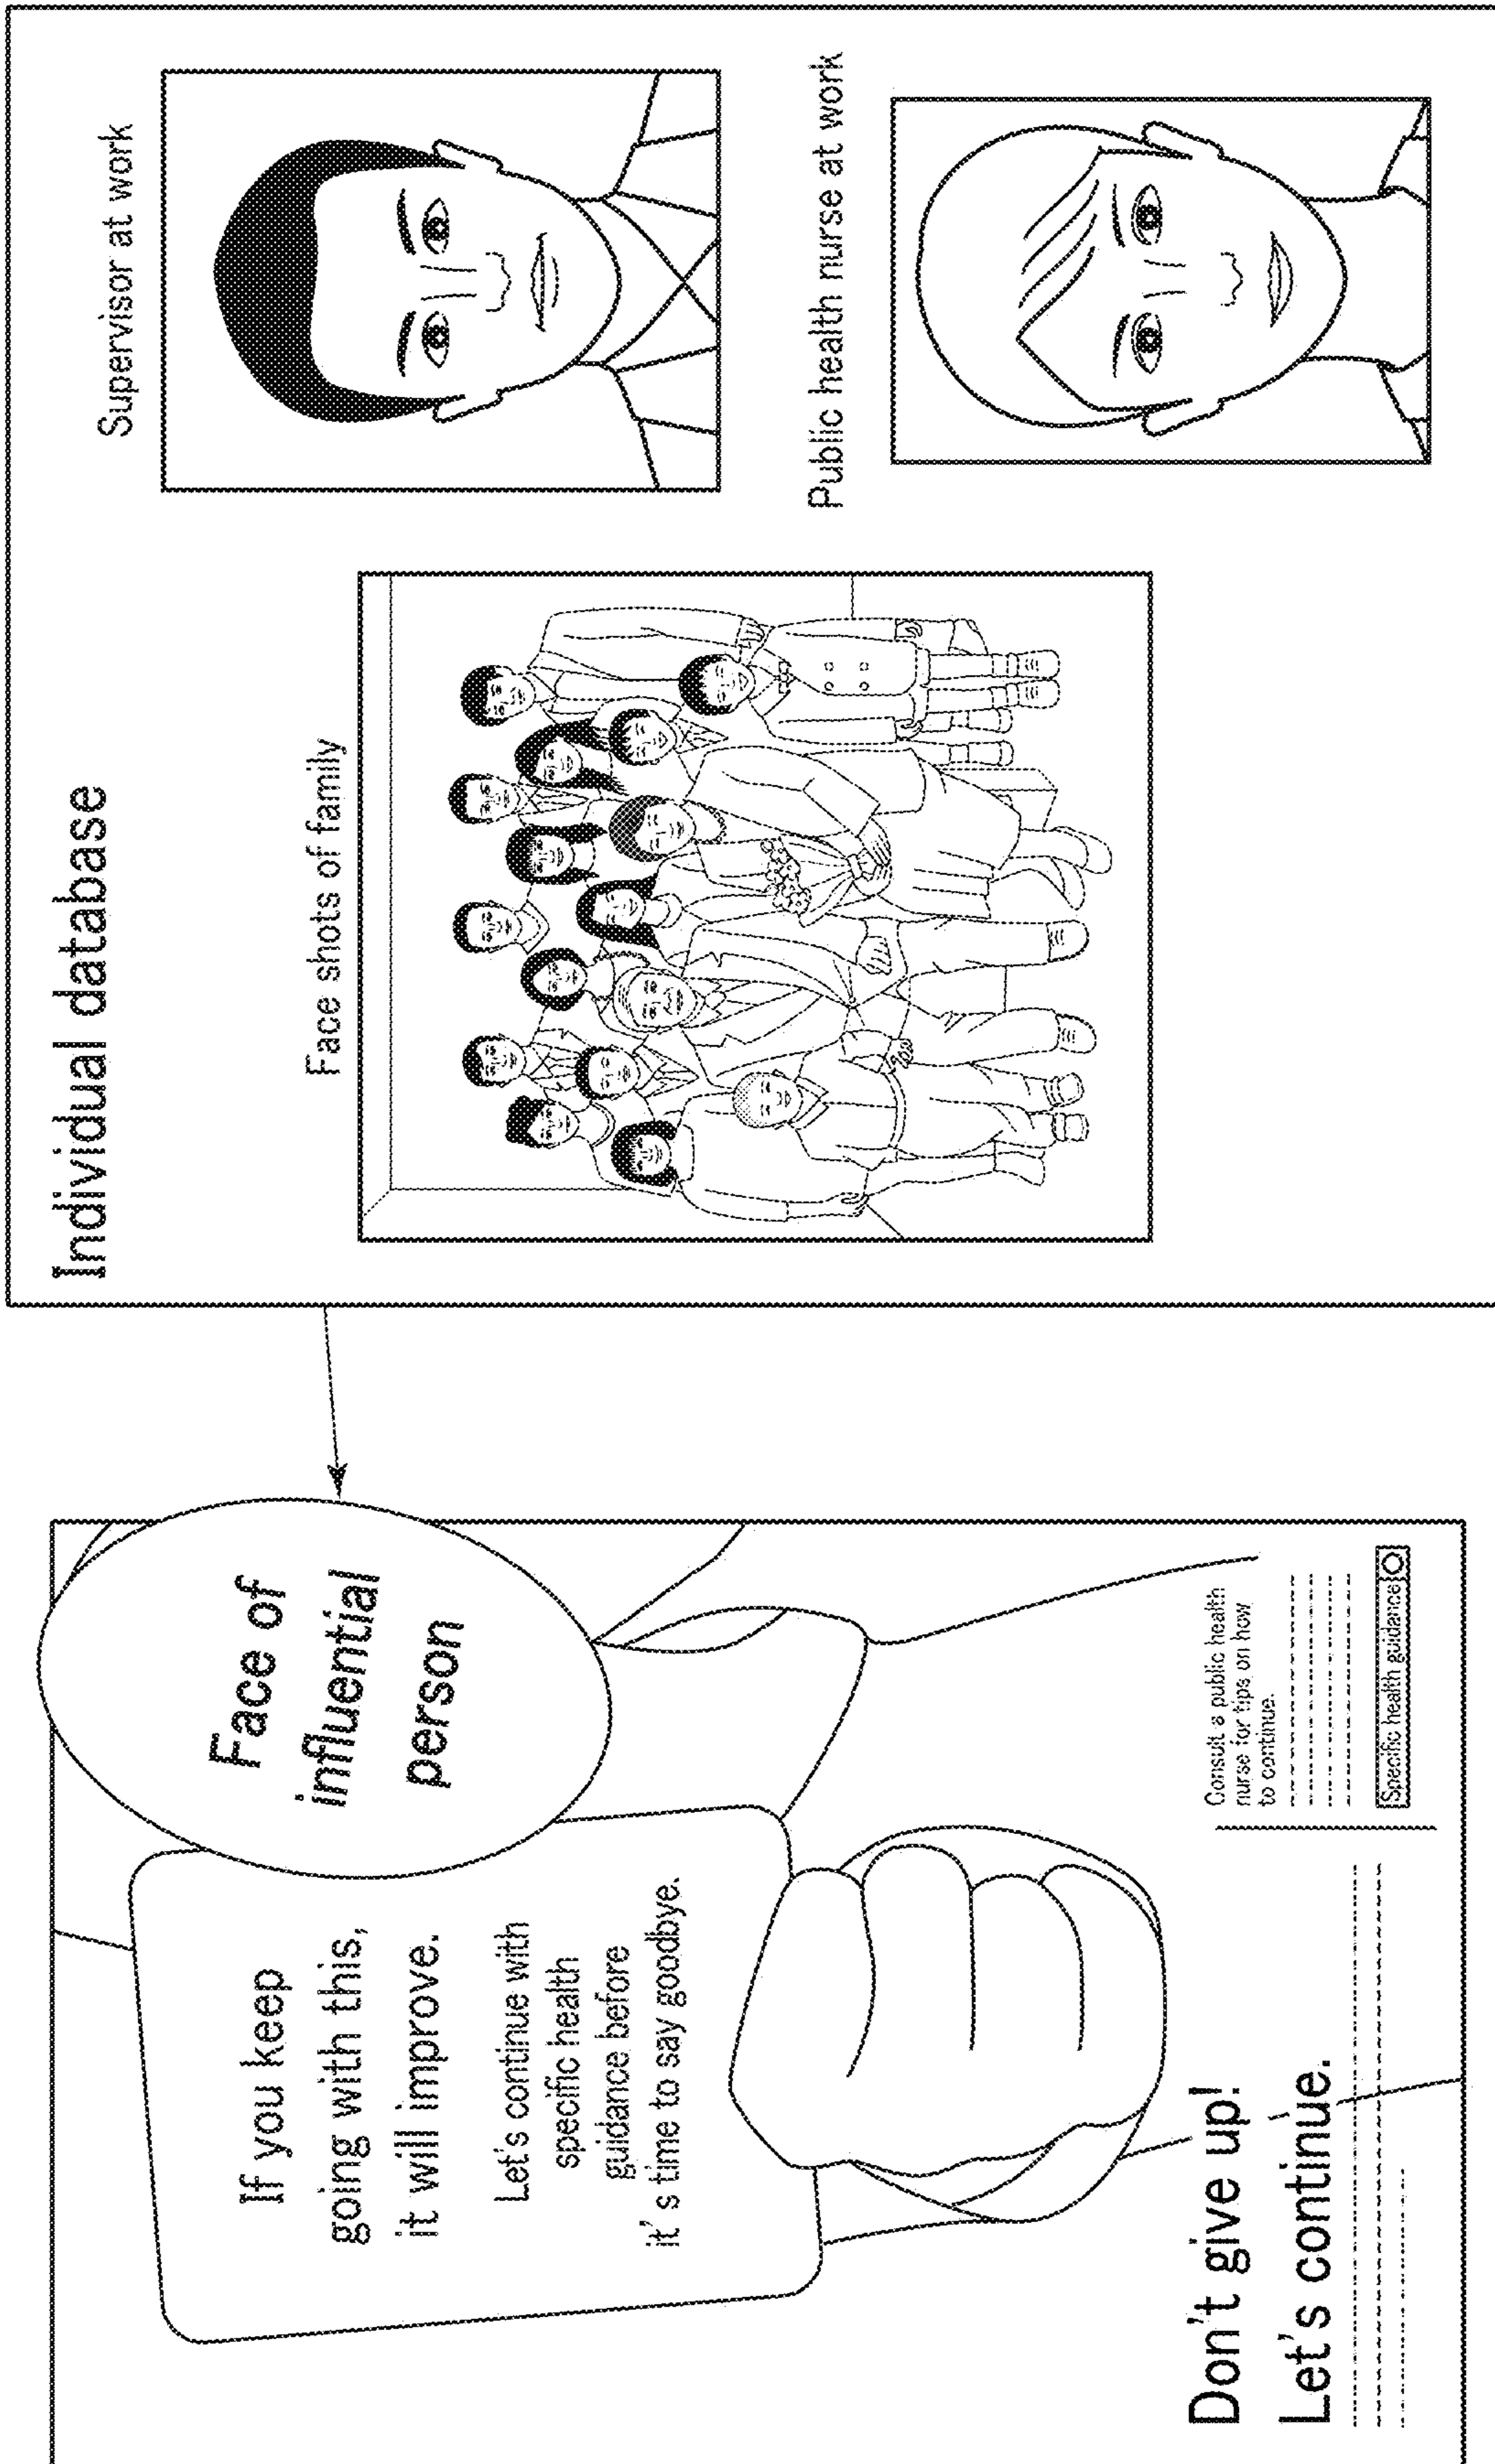 If you keep
going with this,
it will improve.
Let's continue with
specific health
guidance before
it's time to say goodbye.
Face of
influential
person
Don't give up!
Let's continue.
Consult a public health
nurse for tips on how
to continue.
Specific health guidance
Individual database
Face shots of family
Supervisor at work
Public health nurse at work